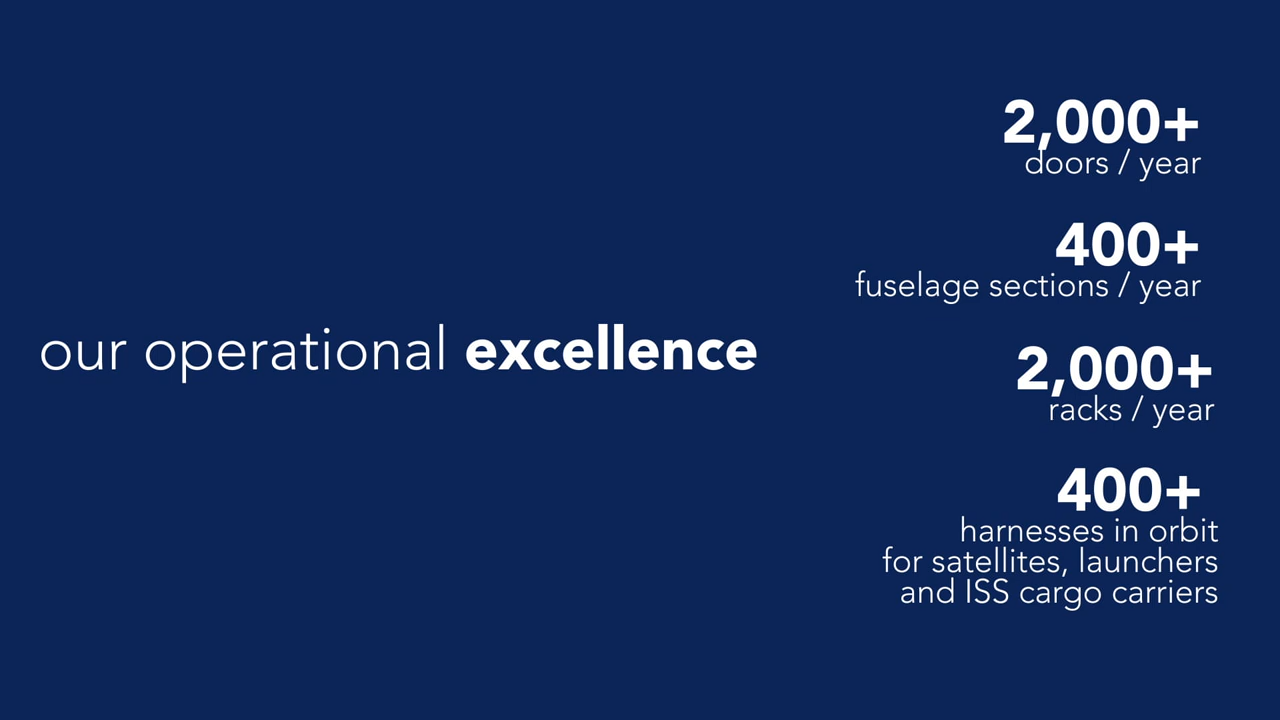 our operational excellence
2,000+
doors / year
400+
fuselage sections / year
2,000+
racks / year
400+
harnesses in orbit
for satellites, launchers
and ISS cargo carriers